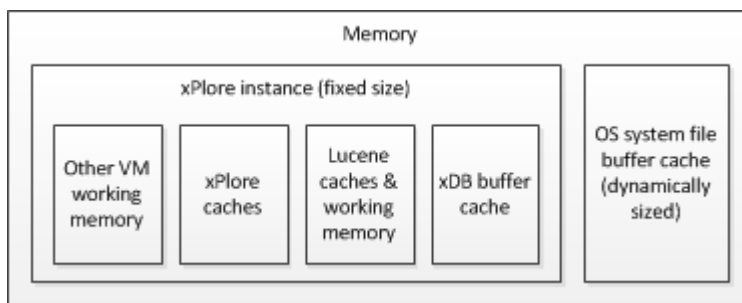 Memory
xPlore instance (fixed size)
Other VM
working
memory
xPlore
caches
Lucene
caches &
working
memory
xDB buffer
cache
OS system file
buffer cache
(dynamically
sized)